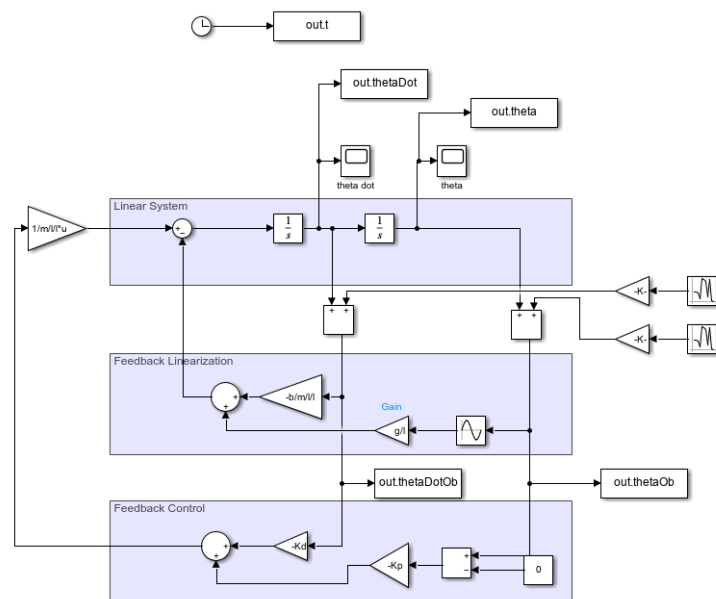 out.t
out.thetaDot
out.theta
theta dot
theta
Linear System
1/m/l/l*u
+
−
1
s
1
s
-K-
+ +
+ +
-K-
Feedback Linearization
-b/m/l/l
+
+
Gain
g/l
out.thetaDotOb
out.thetaOb
Feedback Control
-Kd
+
+
-Kp
+
−
0